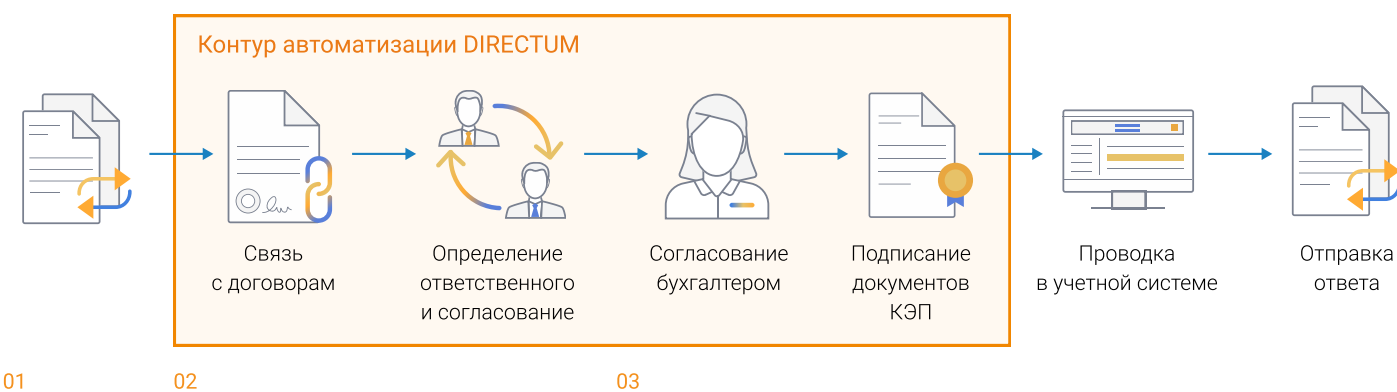 Контур автоматизации DIRECTUM
Связь
с договорам
Определение
ответственного
и согласование
Согласование
бухгалтером
Подписание
документов
КЭП
Проводка
в учетной системе
Отправка
ответа
01
02
03